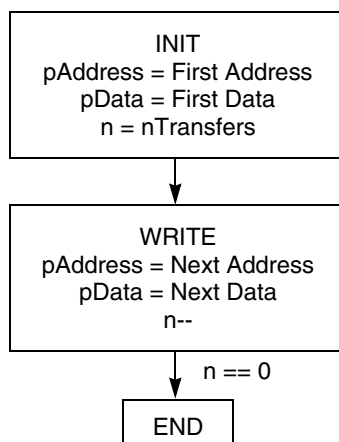 INIT
pAddress = First Address
pData = First Data
n = nTransfers
WRITE
pAddress = Next Address
pData = Next Data
n--
n == 0
END